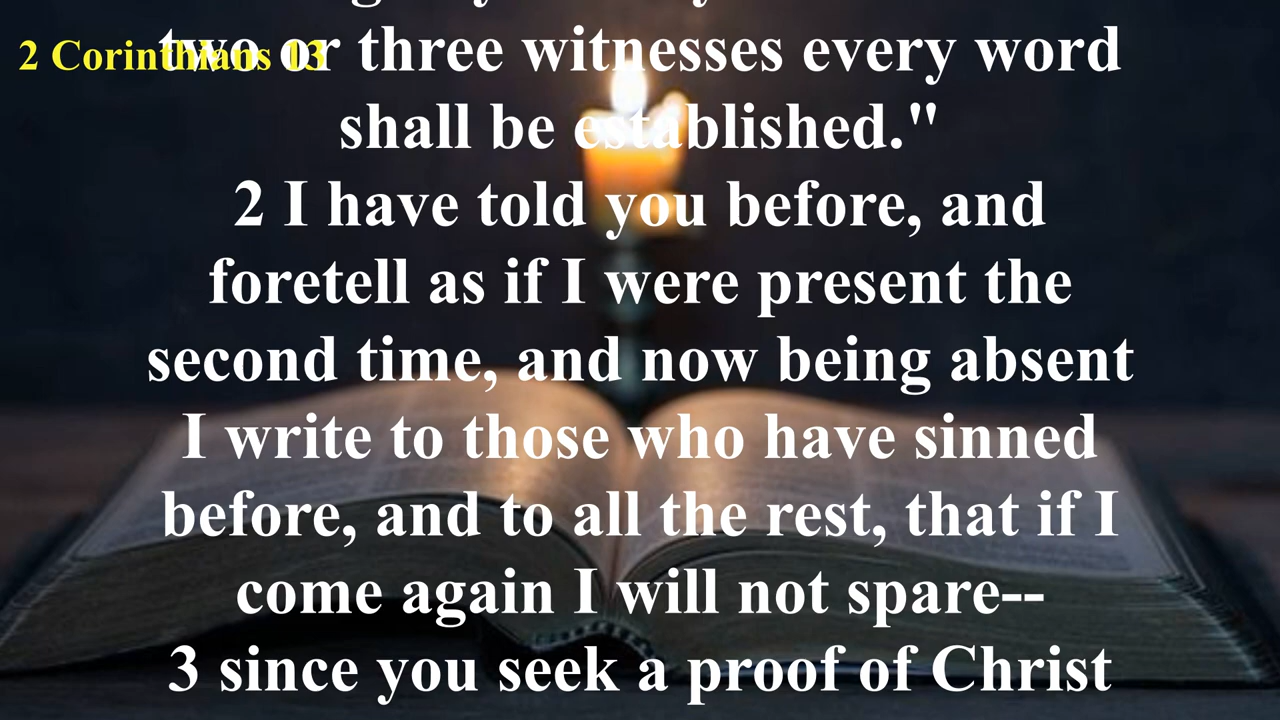 2 Corinthians 13
two or three witnesses every word
shall be established."
2 I have told you before, and
foretell as if I were present the
second time, and now being absent
I write to those who have sinned
before, and to all the rest, that if I
come again I will not spare--
3 since you seek a proof of Christ